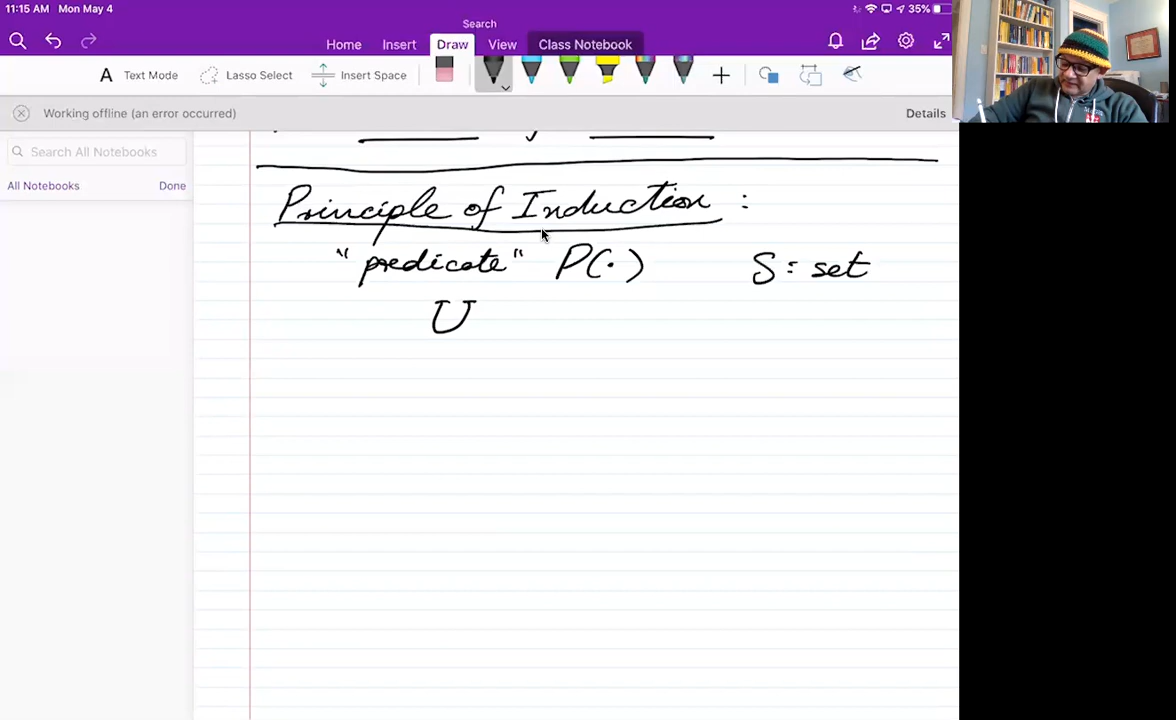 11:15 AM Mon May 4
35%
Search
Home Insert Draw View Class Notebook
A Text Mode Lasso Select Insert Space
Working offline (an error occurred) Details
Search All Notebooks
All Notebooks Done
Principle of Induction :
"predicate" P(·) S = set
U